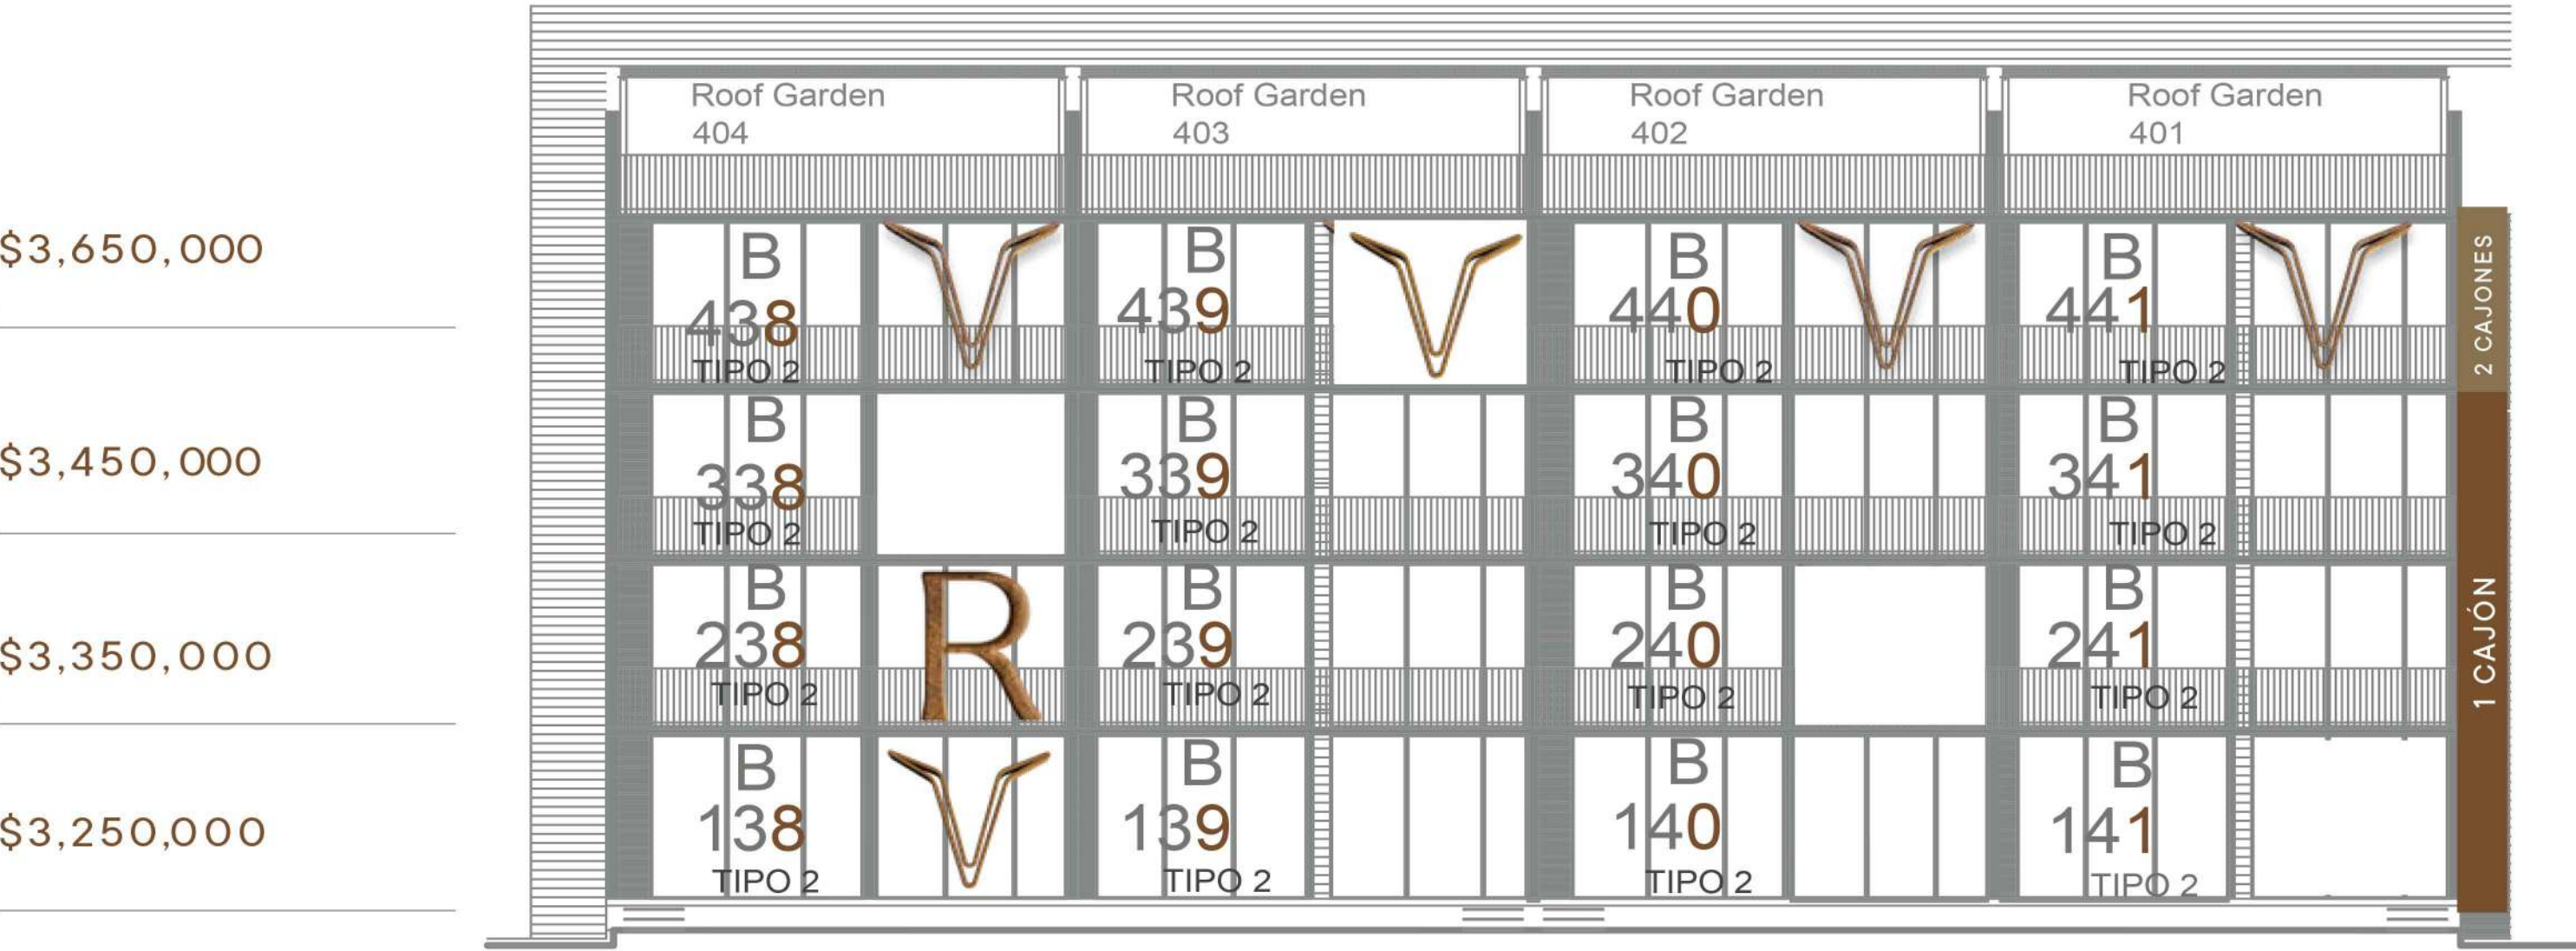 Roof Garden
404
Roof Garden
403
Roof Garden
402
Roof Garden
401
$3,650,000
B
438
TIPO 2
V
B
439
TIPO 2
V
B
440
TIPO 2
V
B
441
TIPO 2
V
2 CAJONES
$3,450,000
B
338
TIPO 2
B
339
TIPO 2
B
340
TIPO 2
B
341
TIPO 2
$3,350,000
B
238
TIPO 2
R
B
239
TIPO 2
B
240
TIPO 2
B
241
TIPO 2
1 CAJÓN
$3,250,000
B
138
TIPO 2
V
B
139
TIPO 2
B
140
TIPO 2
B
141
TIPO 2